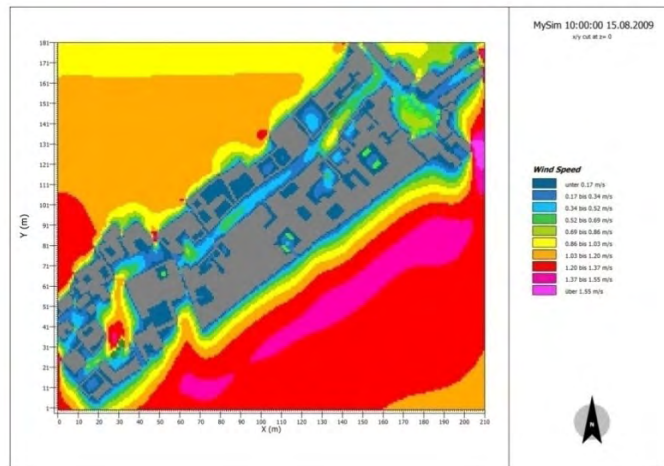 MySim 10:00:00 15.08.2009
x/y cut at z= 0
181
171
161
151
141
131
121
111
101
91
81
71
61
51
41
31
21
11
1
Y (m)
0 10 20 30 40 50 60 70 80 90 100 110 120 130 140 150 160 170 180 190 200 210
X (m)
Wind Speed
unter 0.17 m/s
0.17 bis 0.34 m/s
0.34 bis 0.52 m/s
0.52 bis 0.69 m/s
0.69 bis 0.86 m/s
0.86 bis 1.03 m/s
1.03 bis 1.20 m/s
1.20 bis 1.37 m/s
1.37 bis 1.55 m/s
über 1.55 m/s
N